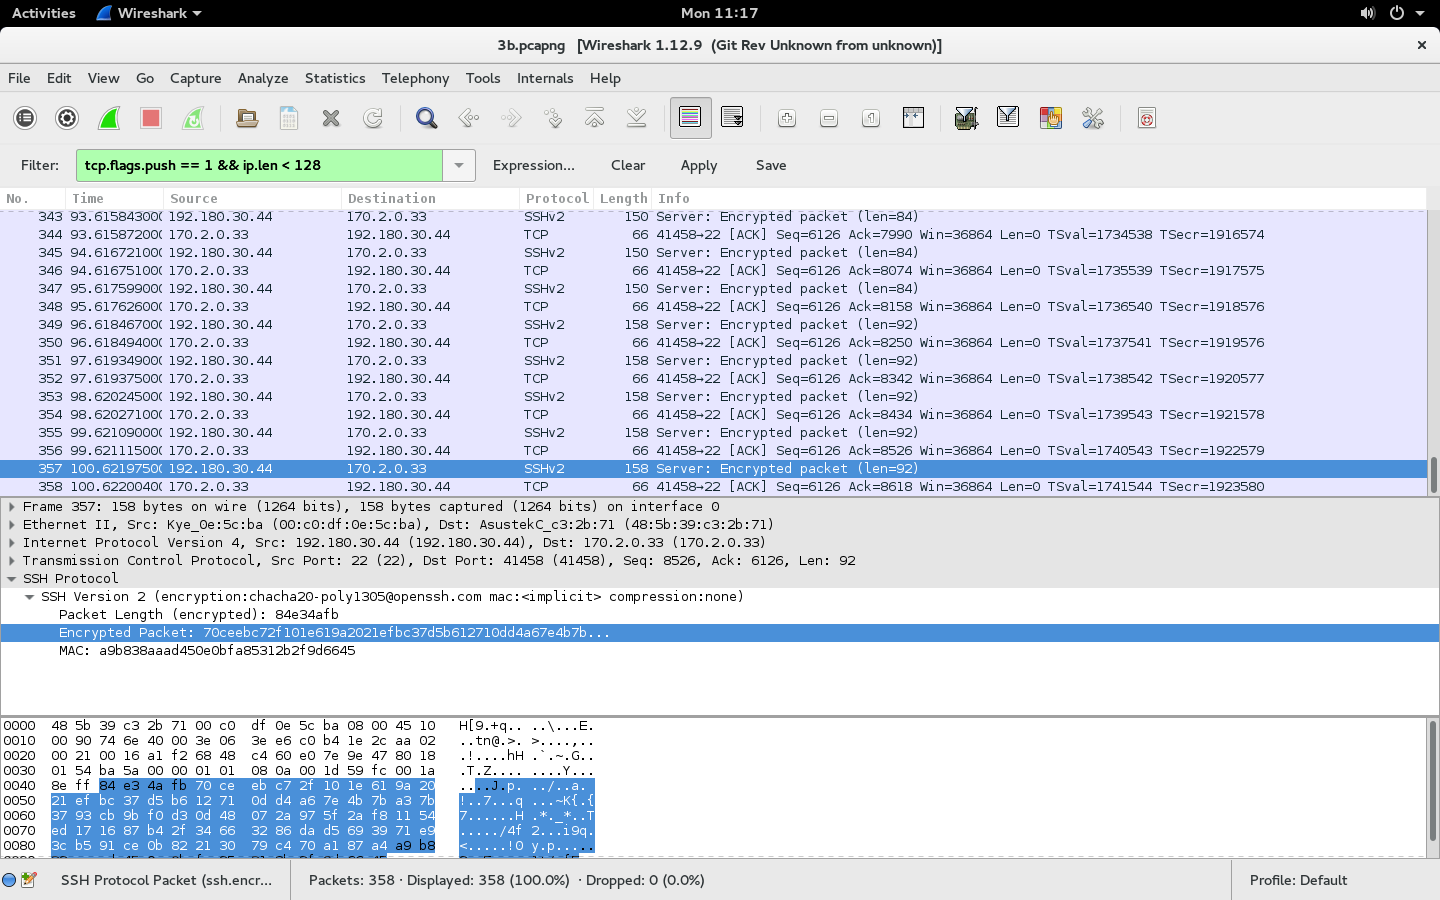 Activities Wireshark Mon 11:17
3b.pcapng [Wireshark 1.12.9 (Git Rev Unknown from unknown)]
File Edit View Go Capture Analyze Statistics Telephony Tools Internals Help
Filter: tcp.flags.push == 1 && ip.len < 128 Expression... Clear Apply Save
No. Time Source Destination Protocol Length Info
343 93.615843000 192.180.30.44 170.2.0.33 SSHv2 150 Server: Encrypted packet (len=84)
344 93.615872000 170.2.0.33 192.180.30.44 TCP 66 41458→22 [ACK] Seq=6126 Ack=7990 Win=36864 Len=0 TSval=1734538 TSecr=1916574
345 94.616721000 192.180.30.44 170.2.0.33 SSHv2 150 Server: Encrypted packet (len=84)
346 94.616751000 170.2.0.33 192.180.30.44 TCP 66 41458→22 [ACK] Seq=6126 Ack=8074 Win=36864 Len=0 TSval=1735539 TSecr=1917575
347 95.617599000 192.180.30.44 170.2.0.33 SSHv2 150 Server: Encrypted packet (len=84)
348 95.617626000 170.2.0.33 192.180.30.44 TCP 66 41458→22 [ACK] Seq=6126 Ack=8158 Win=36864 Len=0 TSval=1736540 TSecr=1918576
349 96.618467000 192.180.30.44 170.2.0.33 SSHv2 158 Server: Encrypted packet (len=92)
350 96.618494000 170.2.0.33 192.180.30.44 TCP 66 41458→22 [ACK] Seq=6126 Ack=8250 Win=36864 Len=0 TSval=1737541 TSecr=1919576
351 97.619349000 192.180.30.44 170.2.0.33 SSHv2 158 Server: Encrypted packet (len=92)
352 97.619375000 170.2.0.33 192.180.30.44 TCP 66 41458→22 [ACK] Seq=6126 Ack=8342 Win=36864 Len=0 TSval=1738542 TSecr=1920577
353 98.620245000 192.180.30.44 170.2.0.33 SSHv2 158 Server: Encrypted packet (len=92)
354 98.620271000 170.2.0.33 192.180.30.44 TCP 66 41458→22 [ACK] Seq=6126 Ack=8434 Win=36864 Len=0 TSval=1739543 TSecr=1921578
355 99.621090000 192.180.30.44 170.2.0.33 SSHv2 158 Server: Encrypted packet (len=92)
356 99.621115000 170.2.0.33 192.180.30.44 TCP 66 41458→22 [ACK] Seq=6126 Ack=8526 Win=36864 Len=0 TSval=1740543 TSecr=1922579
357 100.62197500 192.180.30.44 170.2.0.33 SSHv2 158 Server: Encrypted packet (len=92)
358 100.62200400 170.2.0.33 192.180.30.44 TCP 66 41458→22 [ACK] Seq=6126 Ack=8618 Win=36864 Len=0 TSval=1741544 TSecr=1923580
Frame 357: 158 bytes on wire (1264 bits), 158 bytes captured (1264 bits) on interface 0
Ethernet II, Src: Kye_0e:5c:ba (00:c0:df:0e:5c:ba), Dst: AsustekC_c3:2b:71 (48:5b:39:c3:2b:71)
Internet Protocol Version 4, Src: 192.180.30.44 (192.180.30.44), Dst: 170.2.0.33 (170.2.0.33)
Transmission Control Protocol, Src Port: 22 (22), Dst Port: 41458 (41458), Seq: 8526, Ack: 6126, Len: 92
SSH Protocol
SSH Version 2 (encryption:chacha20-poly1305@openssh.com mac:<implicit> compression:none)
Packet Length (encrypted): 84e34afb
Encrypted Packet: 70ceebc72f101e619a2021efbc37d5b612710dd4a67e4b7b...
MAC: a9b838aaad450e0bfa85312b2f9d6645
0000 48 5b 39 c3 2b 71 00 c0 df 0e 5c ba 08 00 45 10 H[9.+q.. ..\...E.
0010 00 90 74 6e 40 00 3e 06 3e e6 c0 b4 1e 2c aa 02 ..tn@.>. >....,..
0020 00 21 00 16 a1 f2 68 48 c4 60 e0 7e 9e 47 80 18 .!....hH .`.~.G..
0030 01 54 ba 5a 00 00 01 01 08 0a 00 1d 59 fc 00 1a .T.Z.... ....Y...
0040 8e ff 84 e3 4a fb 70 ce eb c7 2f 10 1e 61 9a 20 ....J.p. ../..a.
0050 21 ef bc 37 d5 b6 12 71 0d d4 a6 7e 4b 7b a3 7b !..7...q ...~K{.{
0060 37 93 cb 9b f0 d3 0d 48 07 2a 97 5f 2a f8 11 54 7......H .*._*..T
0070 ed 17 16 87 b4 2f 34 66 32 86 da d5 69 39 71 e9 ...../4f 2...i9q.
0080 3c b5 91 ce 0b 82 21 30 79 c4 70 a1 87 a4 a9 b8 <.....!0 y.p.....
SSH Protocol Packet (ssh.encr... Packets: 358 · Displayed: 358 (100.0%) · Dropped: 0 (0.0%) Profile: Default